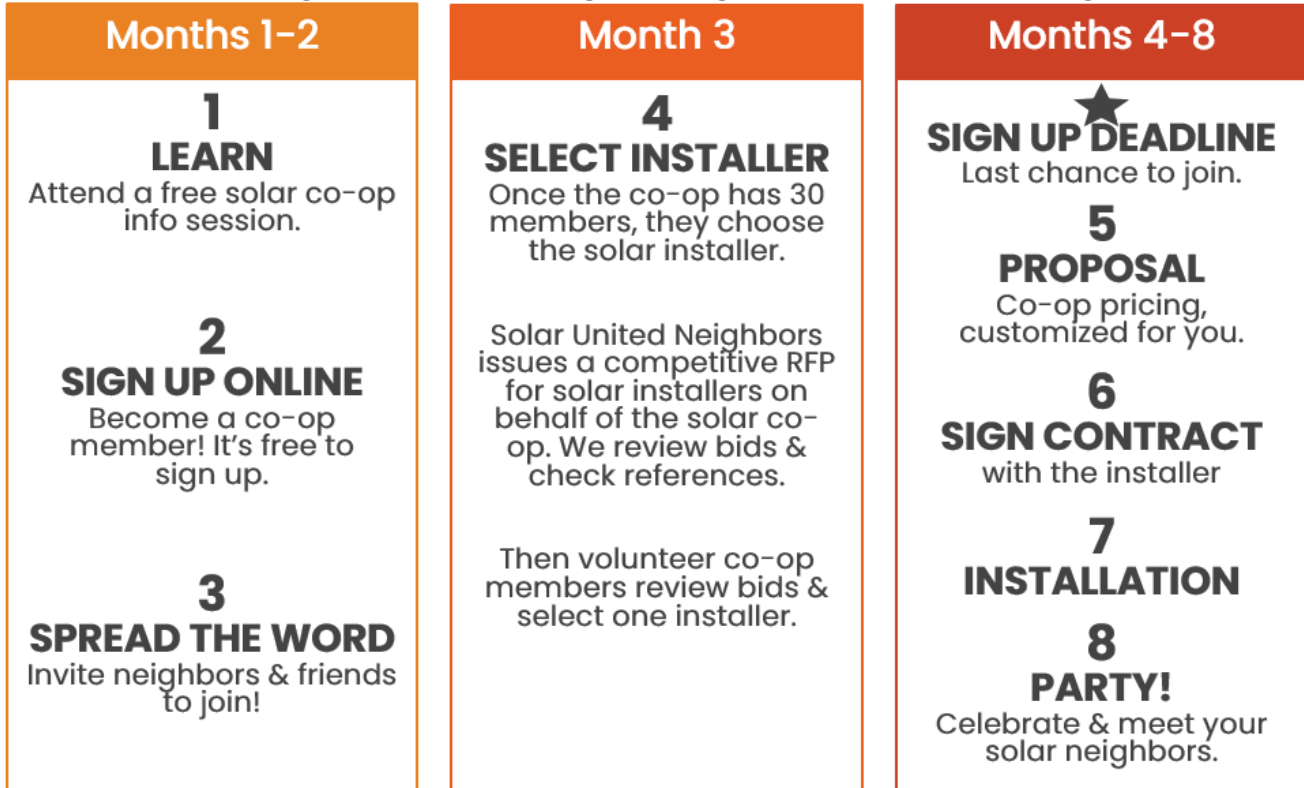 Months 1-2
1
LEARN
Attend a free solar co-op
info session.
2
SIGN UP ONLINE
Become a co-op
member! It's free to
sign up.
3
SPREAD THE WORD
Invite neighbors & friends
to join!
Month 3
4
SELECT INSTALLER
Once the co-op has 30
members, they choose
the solar installer.
Solar United Neighbors
issues a competitive RFP
for solar installers on
behalf of the solar co-
op. We review bids &
check references.
Then volunteer co-op
members review bids &
select one installer.
Months 4-8
SIGN UP DEADLINE
Last chance to join.
5
PROPOSAL
Co-op pricing,
customized for you.
6
SIGN CONTRACT
with the installer
7
INSTALLATION
8
PARTY!
Celebrate & meet your
solar neighbors.